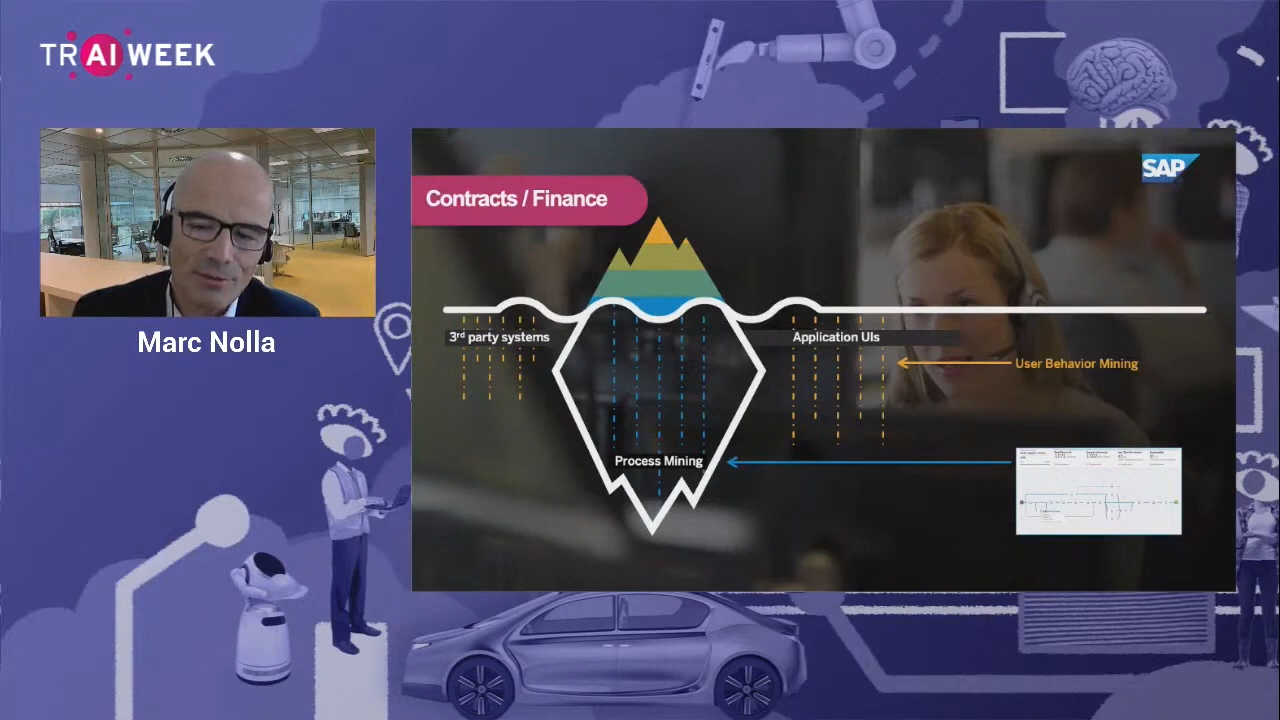 TRAIWEEK
Marc Nolla
SAP
Contracts / Finance
3rd party systems
Application UIs
User Behavior Mining
Process Mining